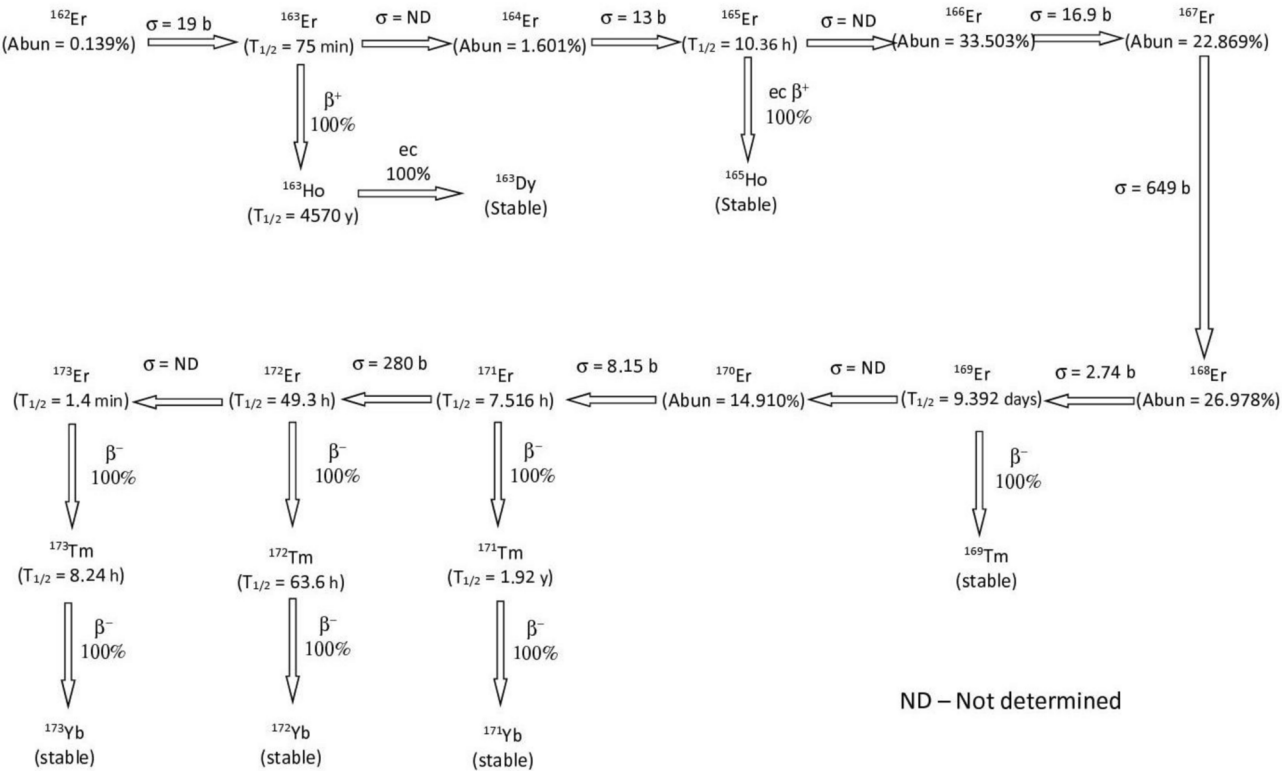 ¹⁶²Er σ = 19 b ¹⁶³Er σ = ND ¹⁶⁴Er σ = 13 b ¹⁶⁵Er σ = ND ¹⁶⁶Er σ = 16.9 b ¹⁶⁷Er
(Abun = 0.139%) (T₁/₂ = 75 min) (Abun = 1.601%) (T₁/₂ = 10.36 h) (Abun = 33.503%) (Abun = 22.869%)
β⁺
100%
ec β⁺
100%
ec
100%
¹⁶³Ho ¹⁶³Dy ¹⁶⁵Ho
(T₁/₂ = 4570 y) (Stable) (Stable)
σ = 649 b
¹⁷³Er σ = ND ¹⁷²Er σ = 280 b ¹⁷¹Er σ = 8.15 b ¹⁷⁰Er σ = ND ¹⁶⁹Er σ = 2.74 b ¹⁶⁸Er
(T₁/₂ = 1.4 min) (T₁/₂ = 49.3 h) (T₁/₂ = 7.516 h) (Abun = 14.910%) (T₁/₂ = 9.392 days) (Abun = 26.978%)
β⁻ β⁻ β⁻ β⁻
100% 100% 100% 100%
¹⁷³Tm ¹⁷²Tm ¹⁷¹Tm ¹⁶⁹Tm
(T₁/₂ = 8.24 h) (T₁/₂ = 63.6 h) (T₁/₂ = 1.92 y) (stable)
β⁻ β⁻ β⁻
100% 100% 100%
ND – Not determined
¹⁷³Yb ¹⁷²Yb ¹⁷¹Yb
(stable) (stable) (stable)